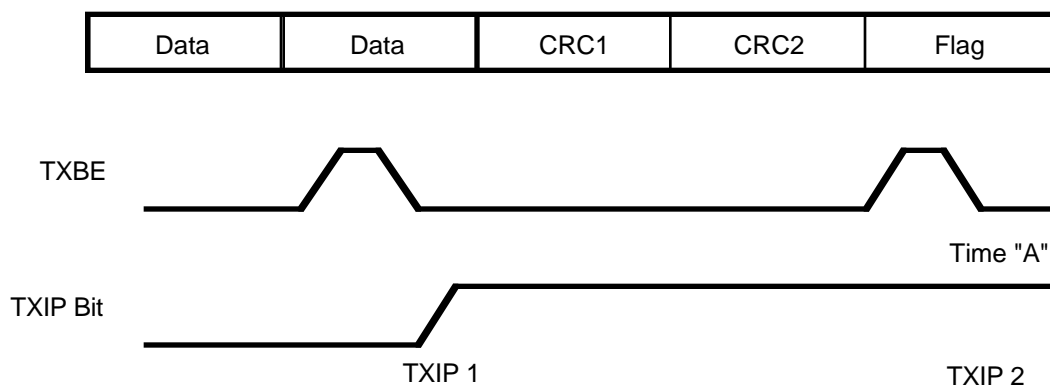 Data Data CRC1 CRC2 Flag
TXBE
Time "A"
TXIP Bit
TXIP 1 TXIP 2